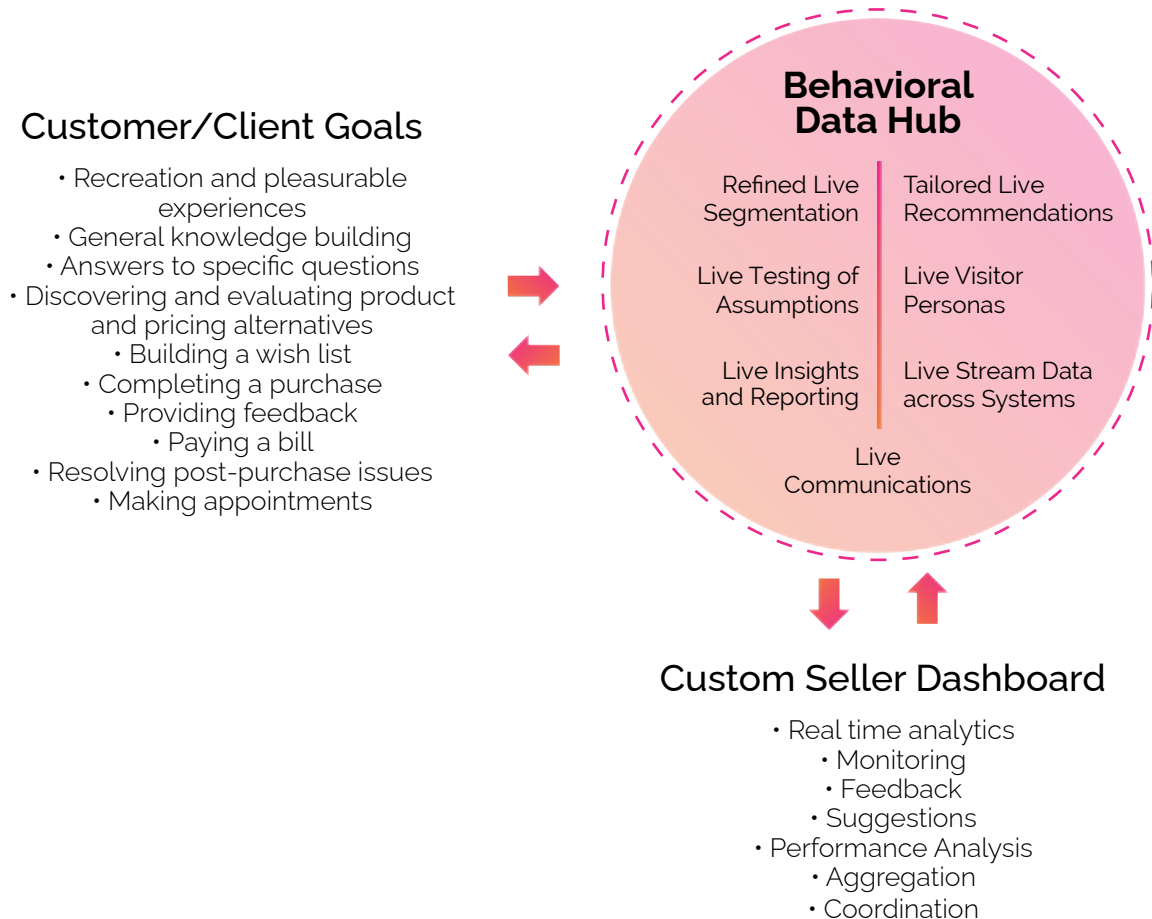 Customer/Client Goals
• Recreation and pleasurable
experiences
• General knowledge building
• Answers to specific questions
• Discovering and evaluating product
and pricing alternatives
• Building a wish list
• Completing a purchase
• Providing feedback
• Paying a bill
• Resolving post-purchase issues
• Making appointments
Behavioral
Data Hub
Refined Live
Segmentation
Tailored Live
Recommendations
Live Testing of
Assumptions
Live Visitor
Personas
Live Insights
and Reporting
Live Stream Data
across Systems
Live
Communications
Custom Seller Dashboard
• Real time analytics
• Monitoring
• Feedback
• Suggestions
• Performance Analysis
• Aggregation
• Coordination